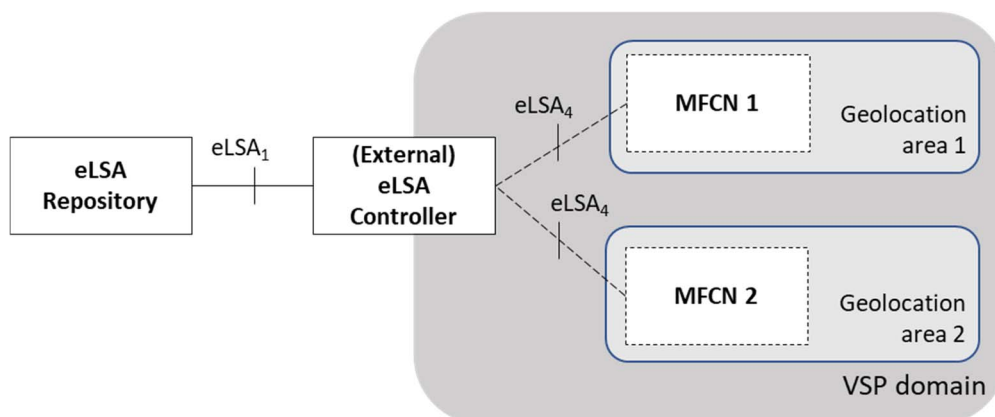 eLSA
Repository
eLSA₁
(External)
eLSA
Controller
eLSA₄
eLSA₄
MFCN 1
Geolocation
area 1
MFCN 2
Geolocation
area 2
VSP domain